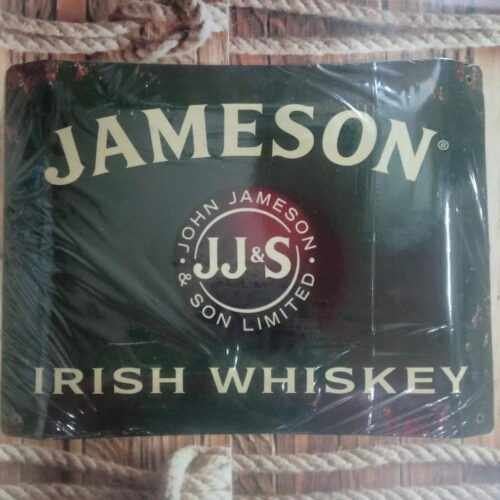 JAMESON®
· JOHN JAMESON ·
JJ&S
& SON LIMITED
IRISH WHISKEY